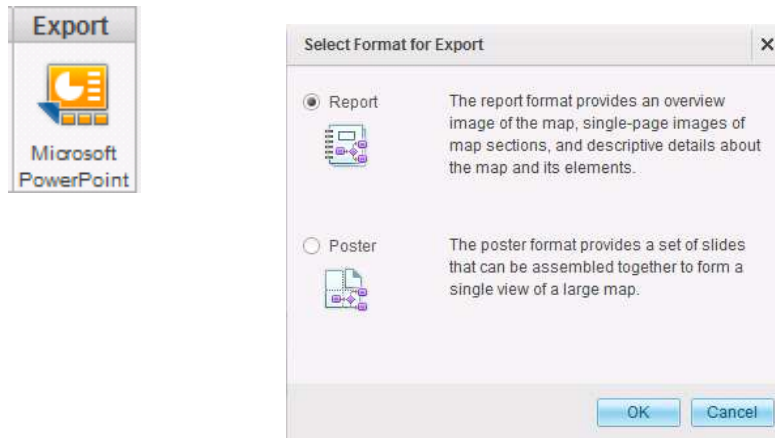 Export
Microsoft
PowerPoint
Select Format for Export
Report
The report format provides an overview
image of the map, single-page images of
map sections, and descriptive details about
the map and its elements.
Poster
The poster format provides a set of slides
that can be assembled together to form a
single view of a large map.
OK
Cancel